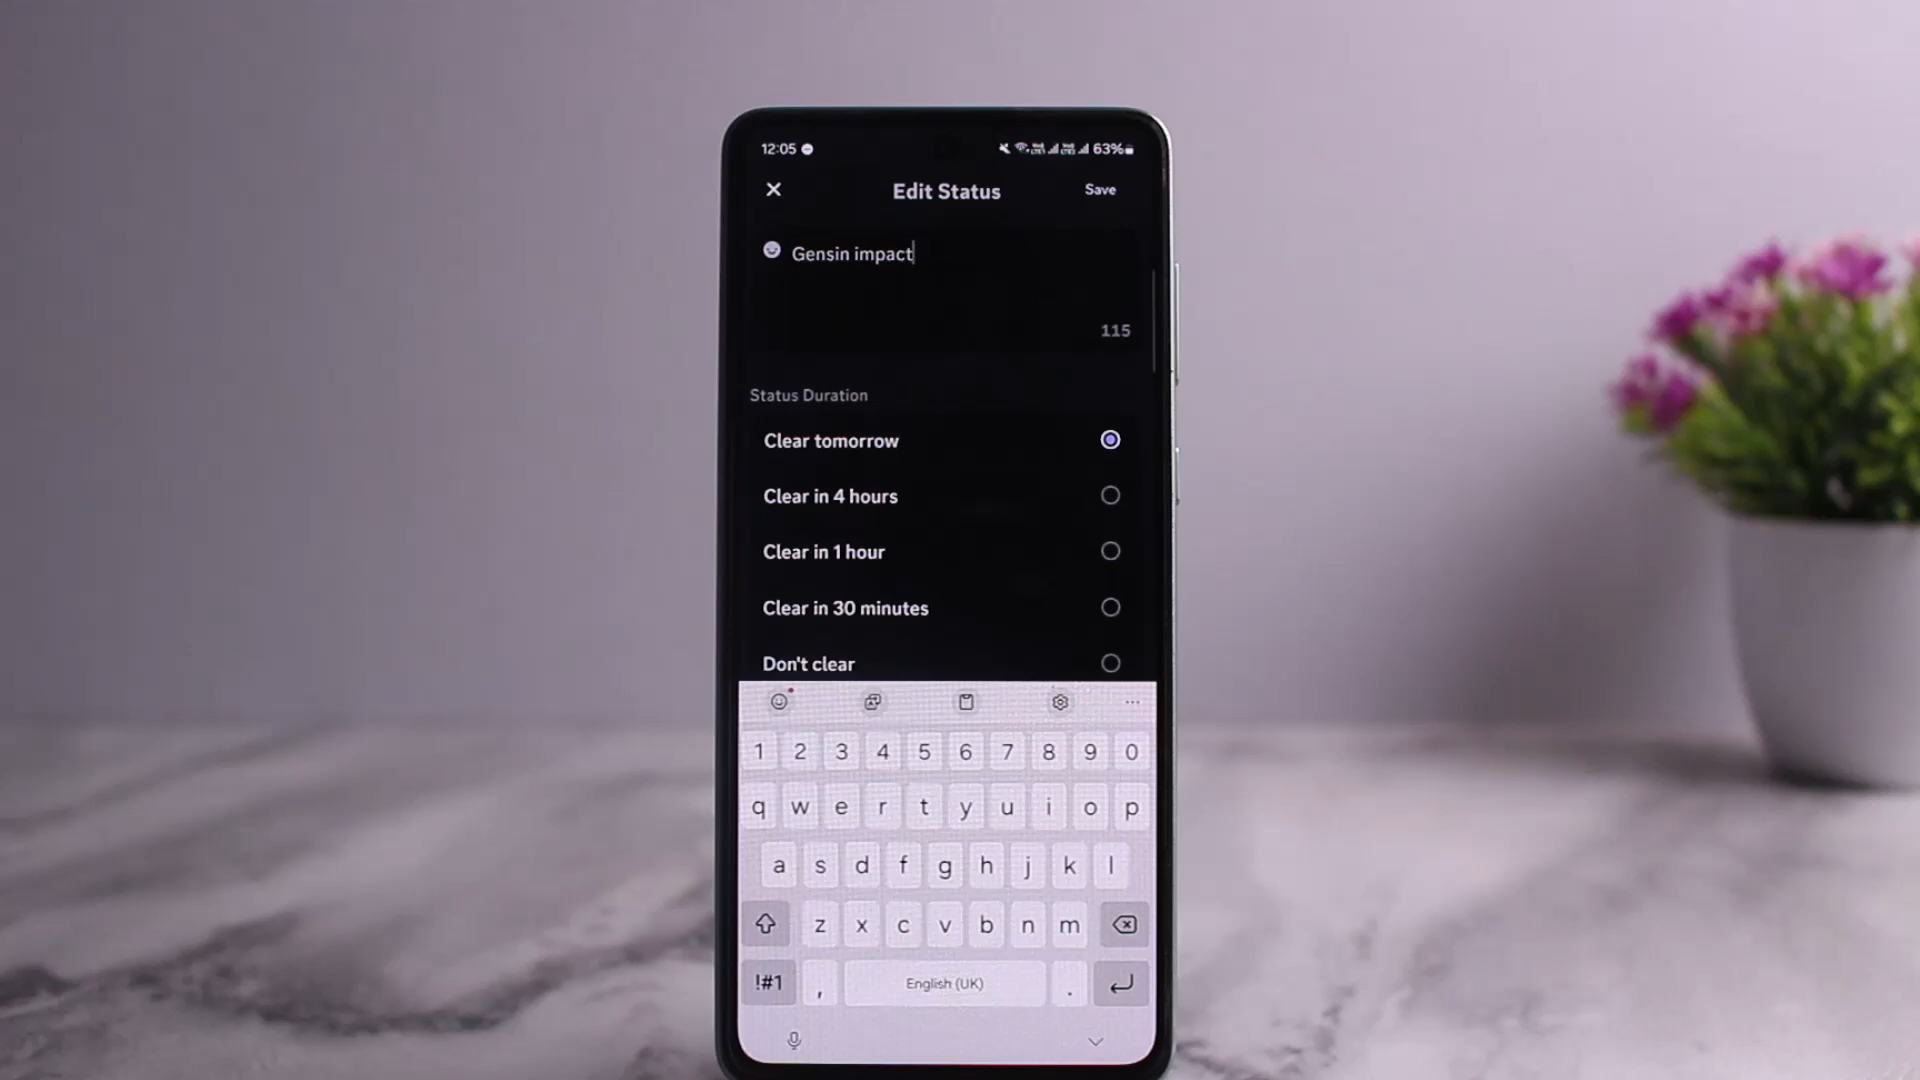 12:05 63%
Edit Status Save
Gensin impact
115
Status Duration
Clear tomorrow
Clear in 4 hours
Clear in 1 hour
Clear in 30 minutes
Don't clear
1 2 3 4 5 6 7 8 9 0
q w e r t y u i o p
a s d f g h j k l
z x c v b n m
!#1 , English (UK) .